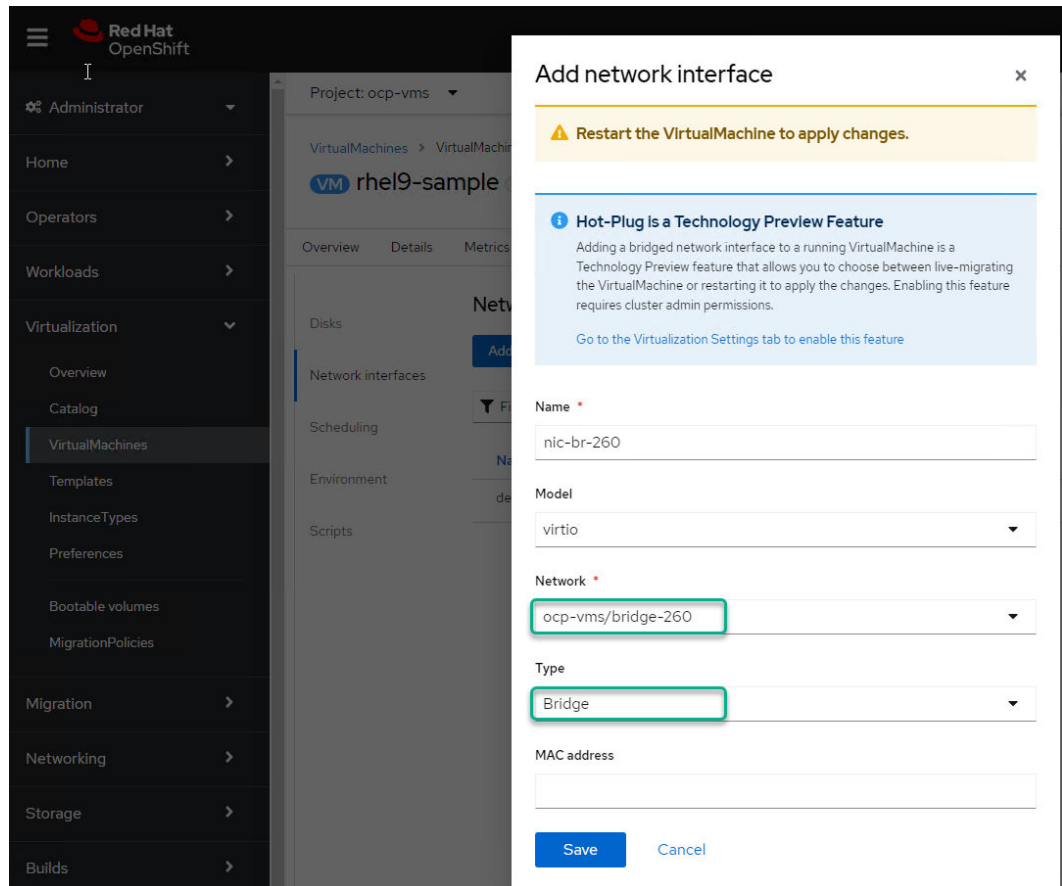 Red Hat
OpenShift
Administrator
Home
Operators
Workloads
Virtualization
Overview
Catalog
VirtualMachines
Templates
InstanceTypes
Preferences
Bootable volumes
MigrationPolicies
Migration
Networking
Storage
Builds
Project: ocp-vms
VirtualMachines > VirtualMachin
VM rhel9-sample
Overview Details Metrics
Disks
Network interfaces
Scheduling
Environment
Scripts
Netw
Add
Fi
Na
de
Add network interface
Restart the VirtualMachine to apply changes.
Hot-Plug is a Technology Preview Feature
Adding a bridged network interface to a running VirtualMachine is a
Technology Preview feature that allows you to choose between live-migrating
the VirtualMachine or restarting it to apply the changes. Enabling this feature
requires cluster admin permissions.
Go to the Virtualization Settings tab to enable this feature
Name *
nic-br-260
Model
virtio
Network *
ocp-vms/bridge-260
Type
Bridge
MAC address
Save Cancel